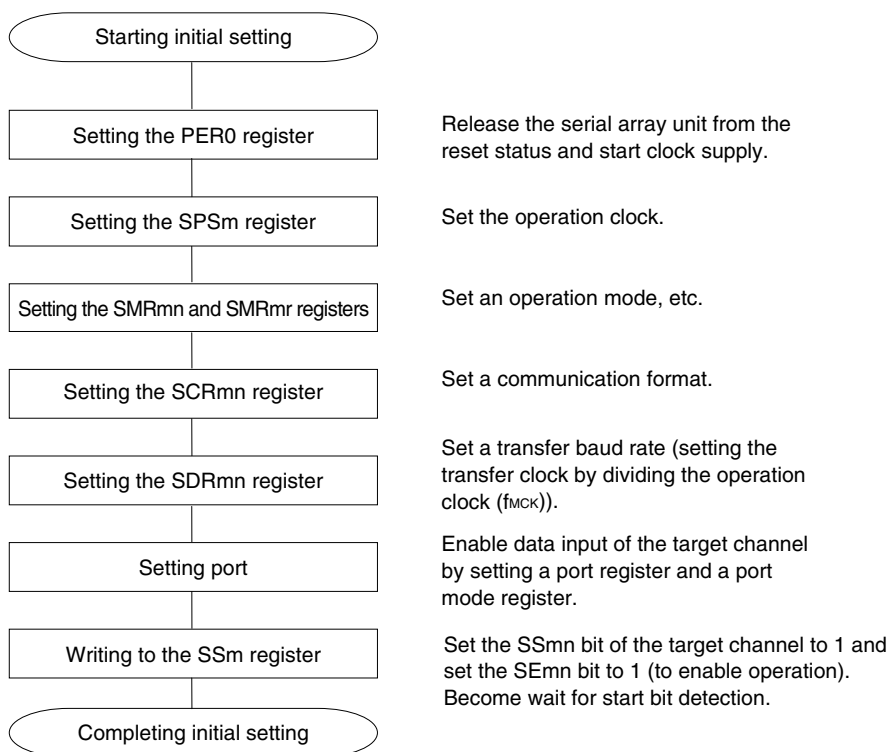 Starting initial setting
Setting the PER0 register
Release the serial array unit from the
reset status and start clock supply.
Setting the SPSm register
Set the operation clock.
Setting the SMRmn and SMRmr registers
Set an operation mode, etc.
Setting the SCRmn register
Set a communication format.
Setting the SDRmn register
Set a transfer baud rate (setting the
transfer clock by dividing the operation
clock (fMCK)).
Setting port
Enable data input of the target channel
by setting a port register and a port
mode register.
Writing to the SSm register
Set the SSmn bit of the target channel to 1 and
set the SEmn bit to 1 (to enable operation).
Become wait for start bit detection.
Completing initial setting